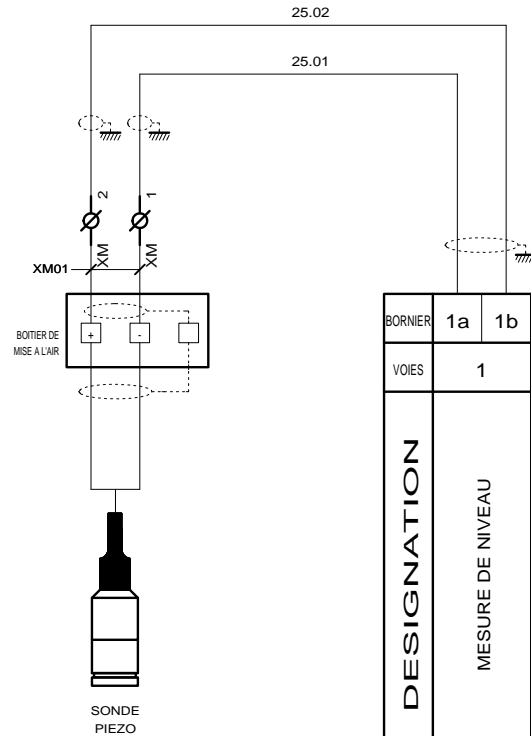 25.02
25.01
2
1
XM
XM
XM01
BOITIER DE
MISE A L'AIR
+
-
BORNIER
1a
1b
VOIES
1
DESIGNATION
MESURE DE NIVEAU
SONDE
PIEZO